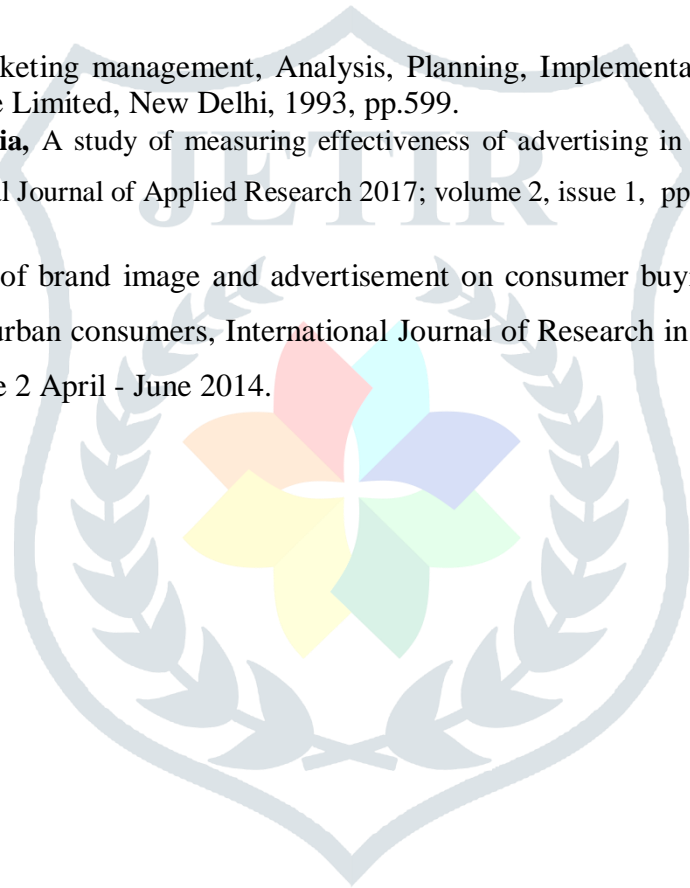 keting management, Analysis, Planning, Implementa
e Limited, New Delhi, 1993, pp.599.
ia, A study of measuring effectiveness of advertising in
al Journal of Applied Research 2017; volume 2, issue 1, pp
JETIR
of brand image and advertisement on consumer buy
urban consumers, International Journal of Research in
e 2 April - June 2014.